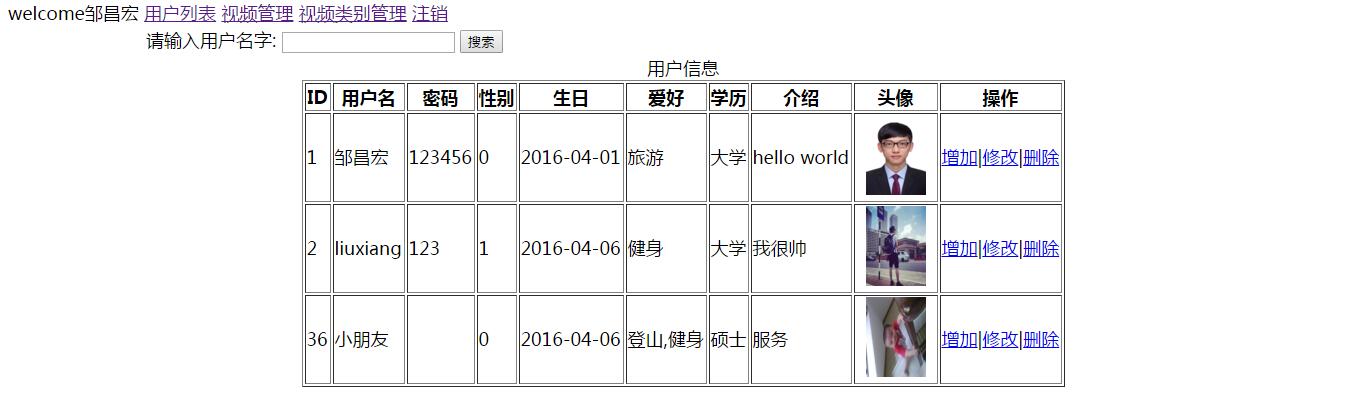 welcome邹昌宏 用户列表 视频管理 视频类别管理 注销
请输入用户名字: 搜索
用户信息
ID 用户名 密码 性别 生日 爱好 学历 介绍 头像 操作
1 邹昌宏 123456 0 2016-04-01 旅游 大学 hello world 增加|修改|删除
2 liuxiang 123 1 2016-04-06 健身 大学 我很帅 增加|修改|删除
36 小朋友 0 2016-04-06 登山,健身 硕士 服务 增加|修改|删除